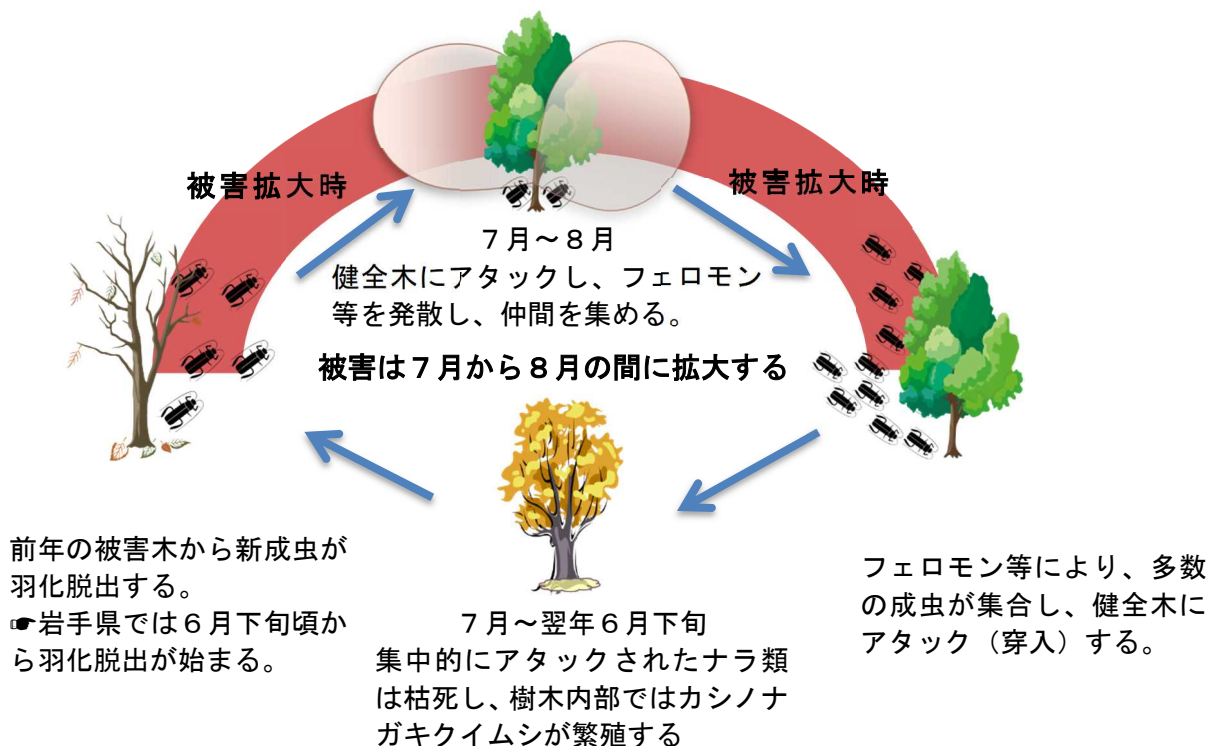 被害拡大時
被害拡大時
７月～８月
健全木にアタックし、フェロモン
等を発散し、仲間を集める。
被害は７月から８月の間に拡大する
前年の被害木から新成虫が
羽化脱出する。
☛岩手県では６月下旬頃か
ら羽化脱出が始まる。
７月～翌年６月下旬
集中的にアタックされたナラ類
は枯死し、樹木内部ではカシノナ
ガキクイムシが繁殖する
フェロモン等により、多数
の成虫が集合し、健全木に
アタック（穿入）する。